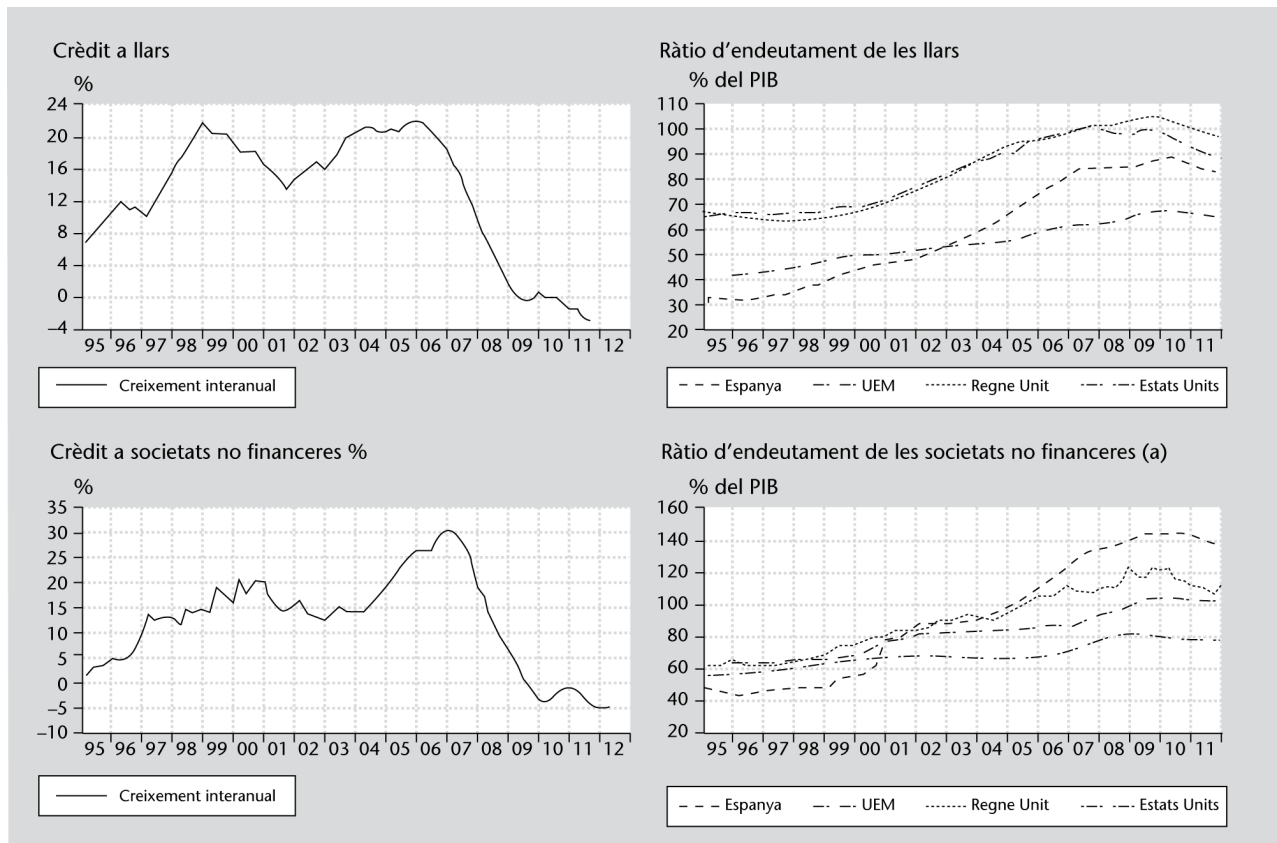 Crèdit a llars
%
24
20
16
12
8
4
0
–4
95 96 97 98 99 00 01 02 03 04 05 06 07 08 09 10 11 12
Creixement interanual
Ràtio d’endeutament de les llars
% del PIB
110
100
90
80
70
60
50
40
30
20
95 96 97 98 99 00 01 02 03 04 05 06 07 08 09 10 11
Espanya UEM Regne Unit Estats Units
Crèdit a societats no financeres %
%
35
30
25
20
15
10
5
0
–5
–10
95 96 97 98 99 00 01 02 03 04 05 06 07 08 09 10 11 12
Creixement interanual
Ràtio d’endeutament de les societats no financeres (a)
% del PIB
160
140
120
100
80
60
40
20
95 96 97 98 99 00 01 02 03 04 05 06 07 08 09 10 11
Espanya UEM Regne Unit Estats Units